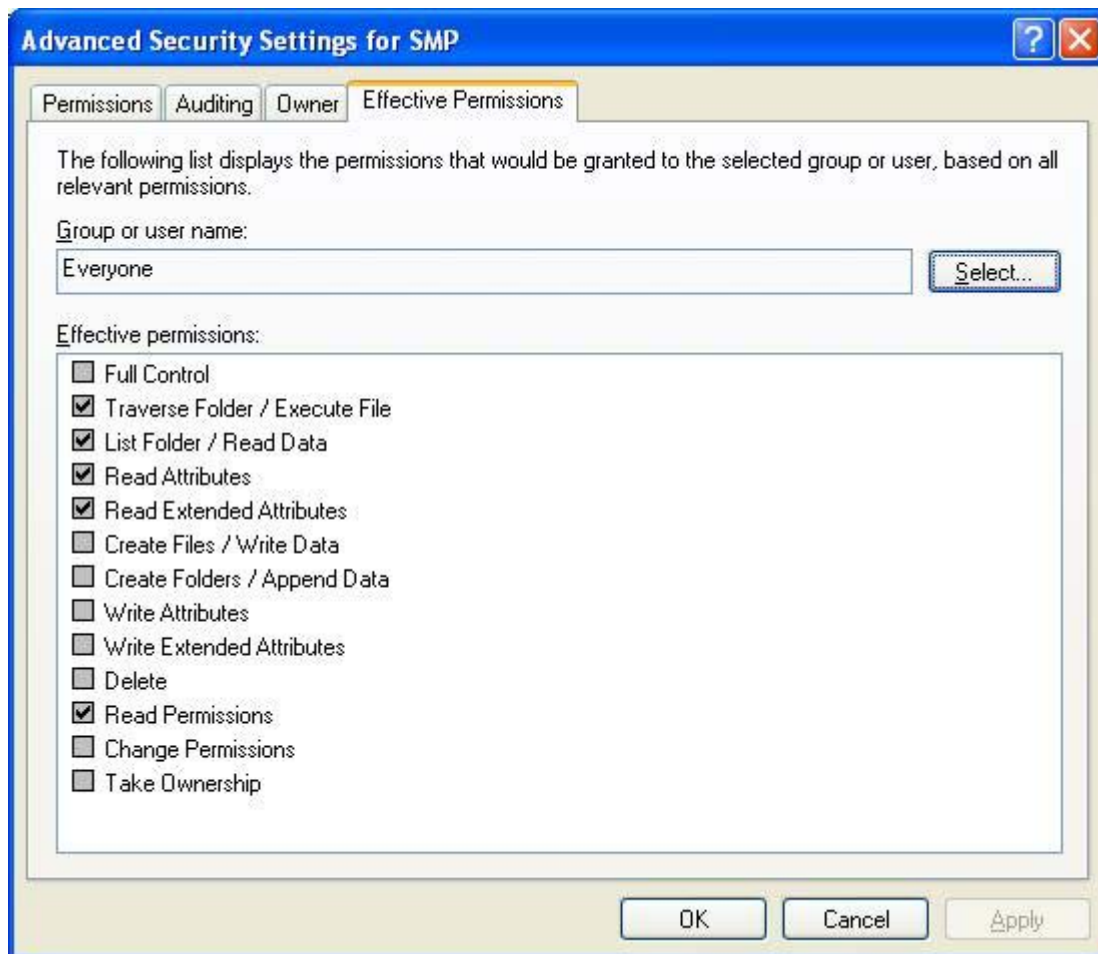 Advanced Security Settings for SMP
?
Permissions Auditing Owner Effective Permissions
The following list displays the permissions that would be granted to the selected group or user, based on all
relevant permissions.
Group or user name:
Everyone
Select...
Effective permissions:
Full Control
Traverse Folder / Execute File
List Folder / Read Data
Read Attributes
Read Extended Attributes
Create Files / Write Data
Create Folders / Append Data
Write Attributes
Write Extended Attributes
Delete
Read Permissions
Change Permissions
Take Ownership
OK Cancel Apply